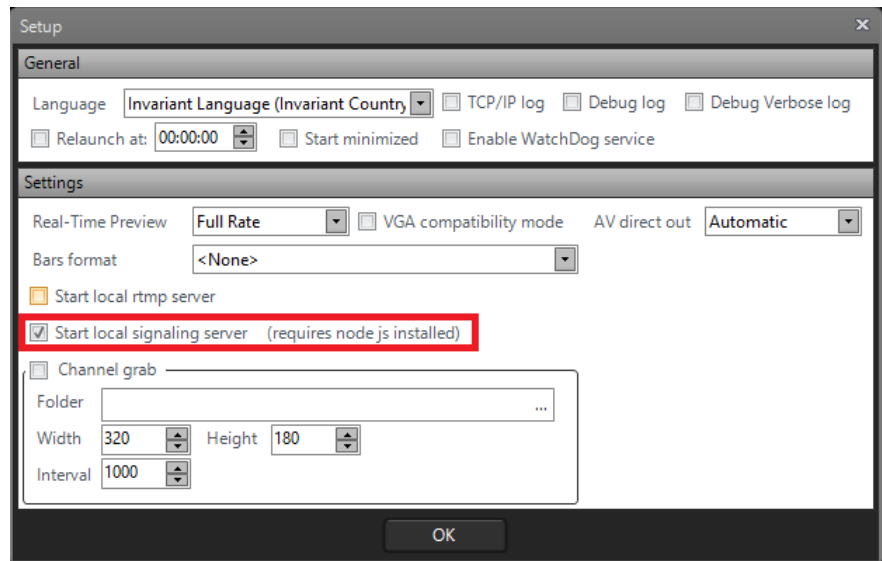 Setup
General
Language Invariant Language (Invariant Country TCP/IP log Debug log Debug Verbose log
Relaunch at: 00:00:00 Start minimized Enable WatchDog service
Settings
Real-Time Preview Full Rate VGA compatibility mode AV direct out Automatic
Bars format <None>
Start local rtmp server
Start local signaling server (requires node js installed)
Channel grab
Folder ...
Width 320 Height 180
Interval 1000
OK